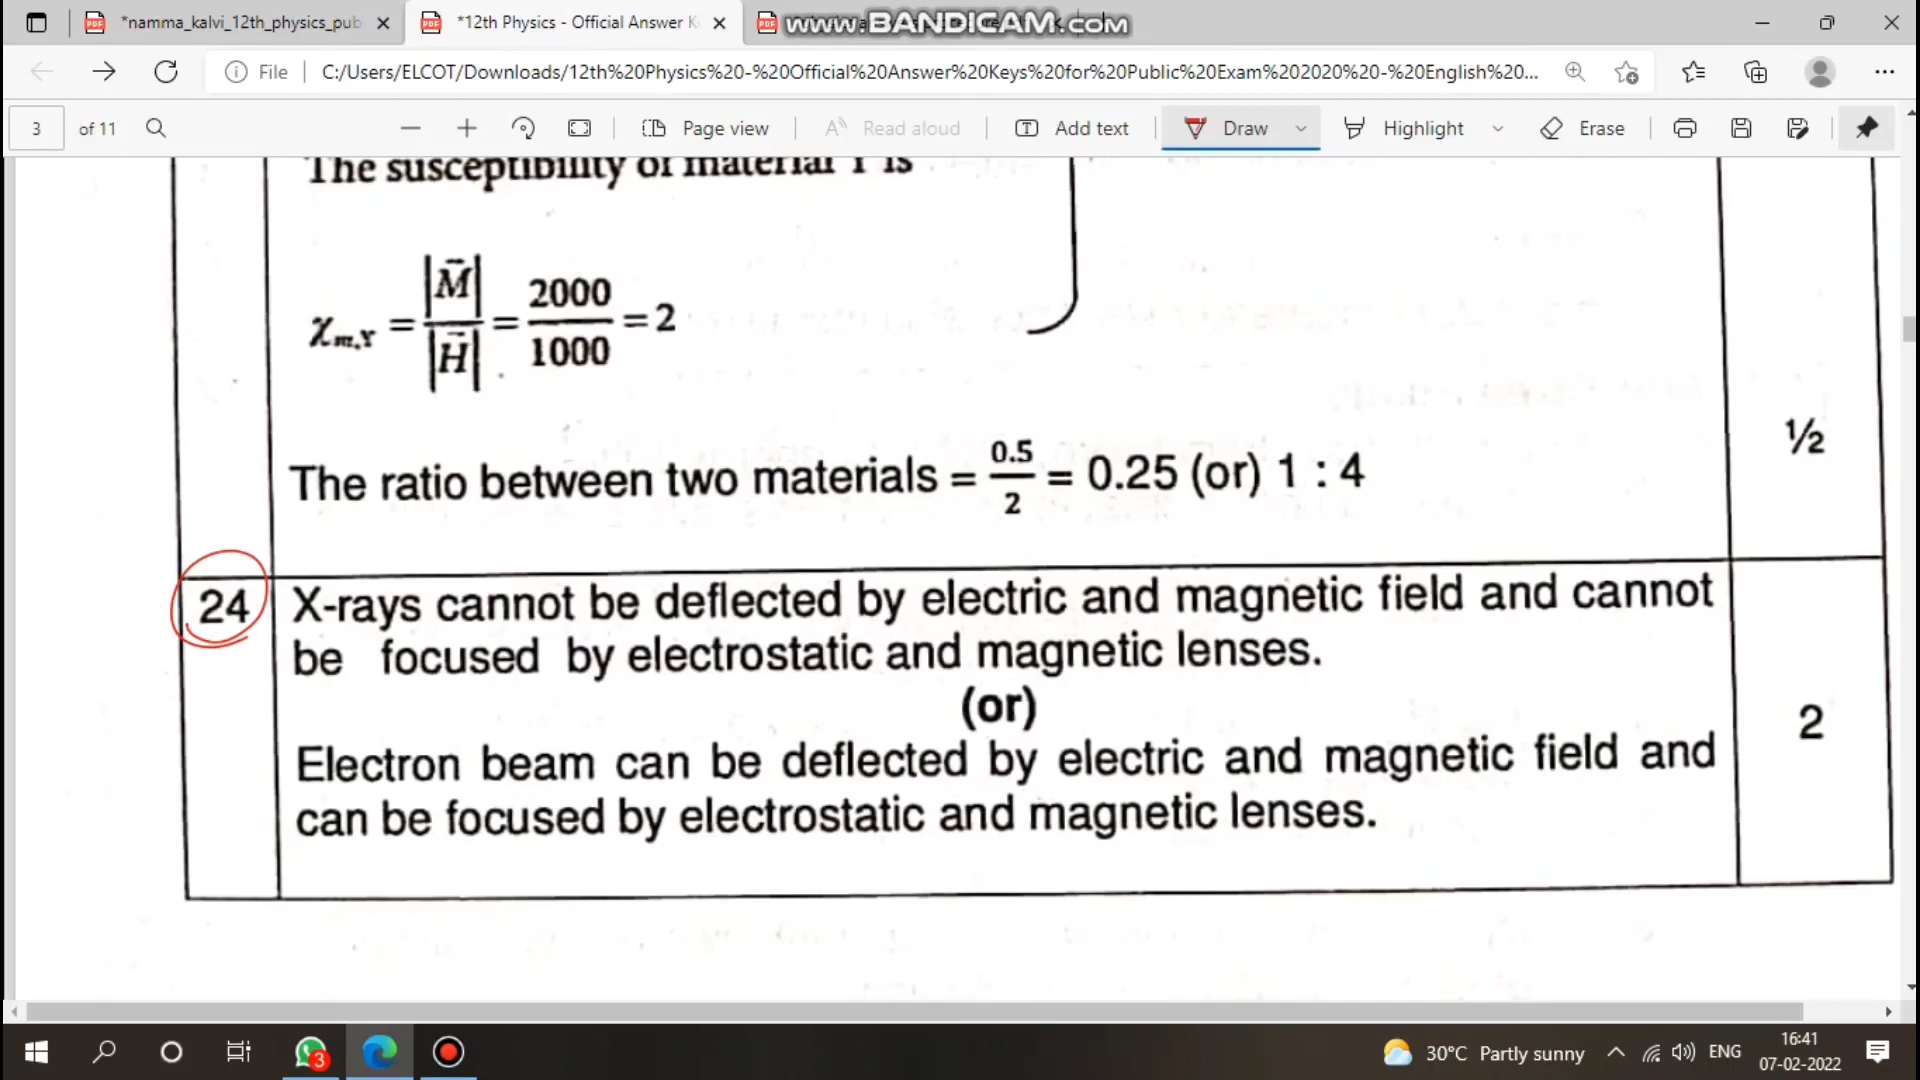 *namma_kalvi_12th_physics_pub
*12th Physics - Official Answer K
www.BANDICAM.com
File
C:/Users/ELCOT/Downloads/12th%20Physics%20-%20Official%20Answer%20Keys%20for%20Public%20Exam%202020%20-%20English%20...
3 of 11
Page view
Read aloud
Add text
Draw
Highlight
Erase
The susceptibility of material Y is
χm,Y = |M̄| / |H̄| = 2000 / 1000 = 2
The ratio between two materials = 0.5 / 2 = 0.25 (or) 1 : 4
½
24 X-rays cannot be deflected by electric and magnetic field and cannot
be focused by electrostatic and magnetic lenses.
(or)
2
Electron beam can be deflected by electric and magnetic field and
can be focused by electrostatic and magnetic lenses.
3
30°C Partly sunny
ENG
16:41
07-02-2022